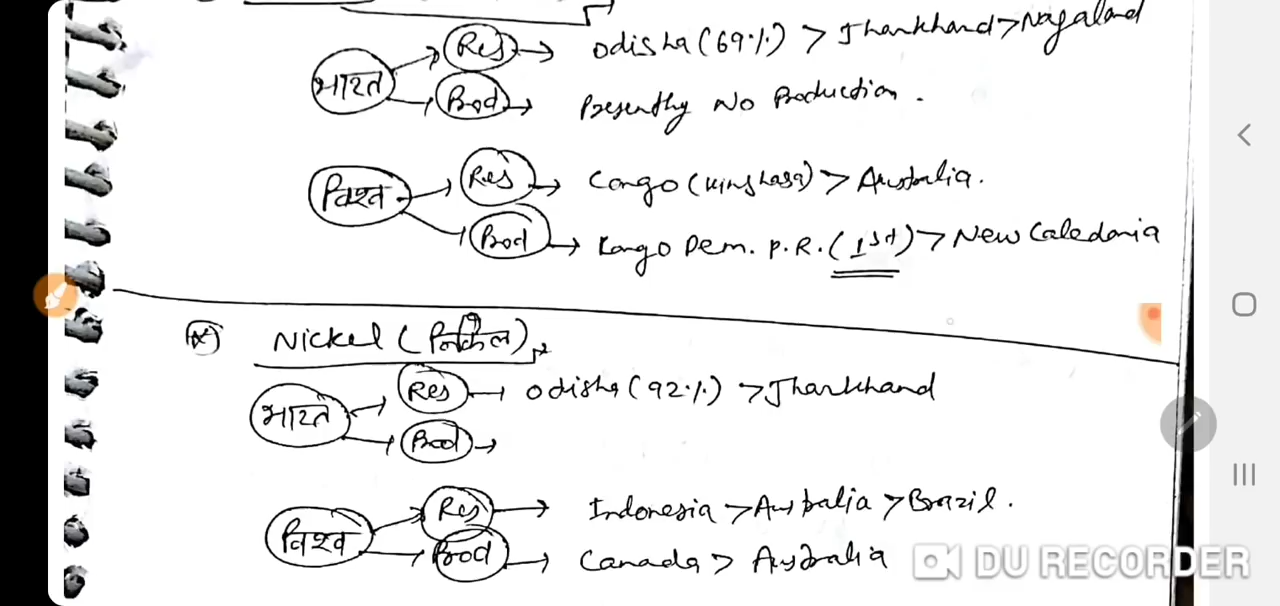 Res → Odisha (69%) > Jharkhand > Nagaland
भारत
Prod → Presently No Production.
Res → Congo (Kinshasa) > Australia.
विश्व
Prod → Kango Dem. P.R. (1st) > New Caledonia
Nickel (निकिल)
Res → Odisha (92%) > Jharkhand
भारत
Prod →
Res → Indonesia > Australia > Brazil.
विश्व
Prod → Canada > Australia
DU RECORDER